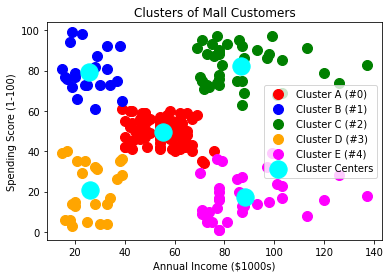 Clusters of Mall Customers
100
80
60
40
20
0
Spending Score (1-100)
Cluster A (#0)
Cluster B (#1)
Cluster C (#2)
Cluster D (#3)
Cluster E (#4)
Cluster Centers
20 40 60 80 100 120 140
Annual Income ($1000s)